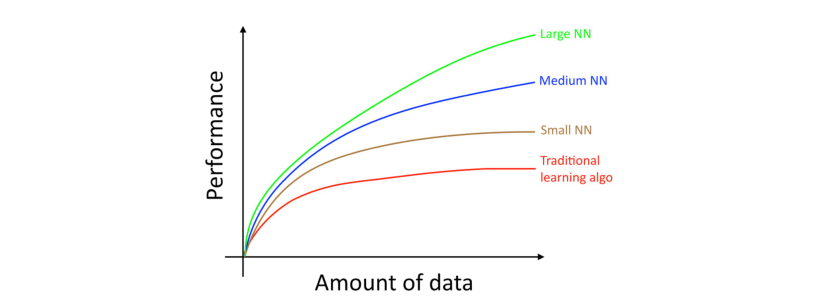 Large NN
Medium NN
Performance
Small NN
Traditional
learning algo
Amount of data